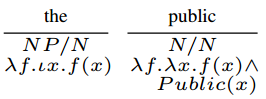 the public
NP/N N/N
λf.ιx.f(x) λf.λx.f(x)∧
Public(x)